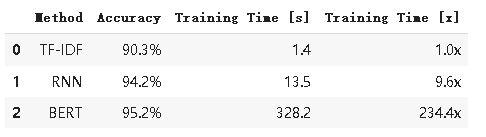 Method Accuracy Training Time [s] Training Time [x]
0 TF-IDF 90.3% 1.4 1.0x
1 RNN 94.2% 13.5 9.6x
2 BERT 95.2% 328.2 234.4x